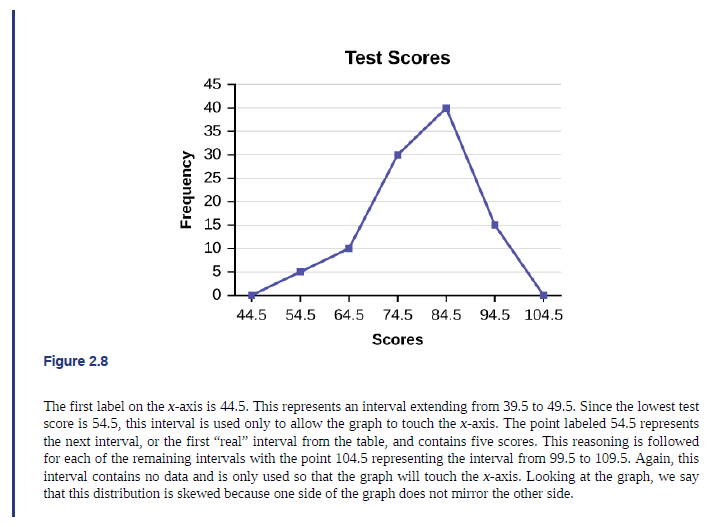 Test Scores
45
40
35
30
25
20
15
10
5
0
Frequency
44.5 54.5 64.5 74.5 84.5 94.5 104.5
Scores
Figure 2.8
The first label on the x-axis is 44.5. This represents an interval extending from 39.5 to 49.5. Since the lowest test
score is 54.5, this interval is used only to allow the graph to touch the x-axis. The point labeled 54.5 represents
the next interval, or the first “real” interval from the table, and contains five scores. This reasoning is followed
for each of the remaining intervals with the point 104.5 representing the interval from 99.5 to 109.5. Again, this
interval contains no data and is only used so that the graph will touch the x-axis. Looking at the graph, we say
that this distribution is skewed because one side of the graph does not mirror the other side.